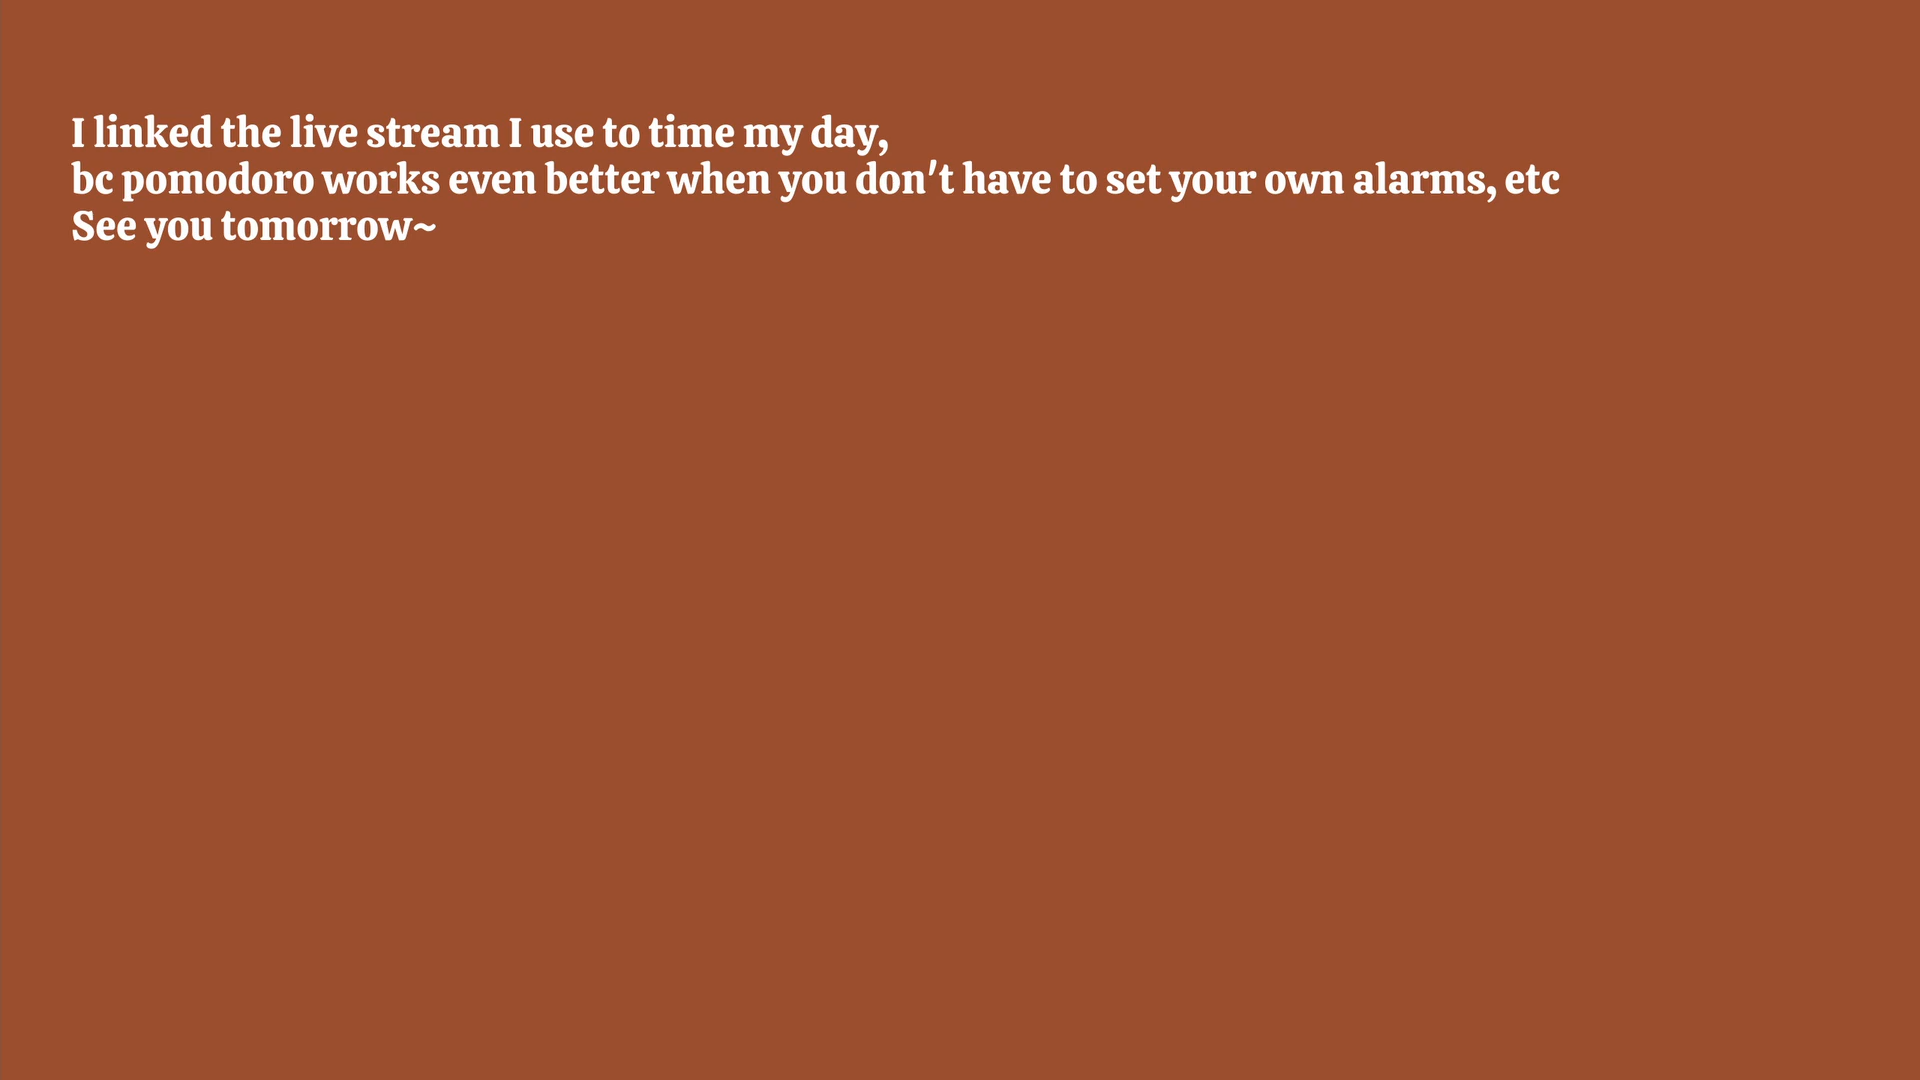 I linked the live stream I use to time my day,
bc pomodoro works even better when you don't have to set your own alarms, etc
See you tomorrow~